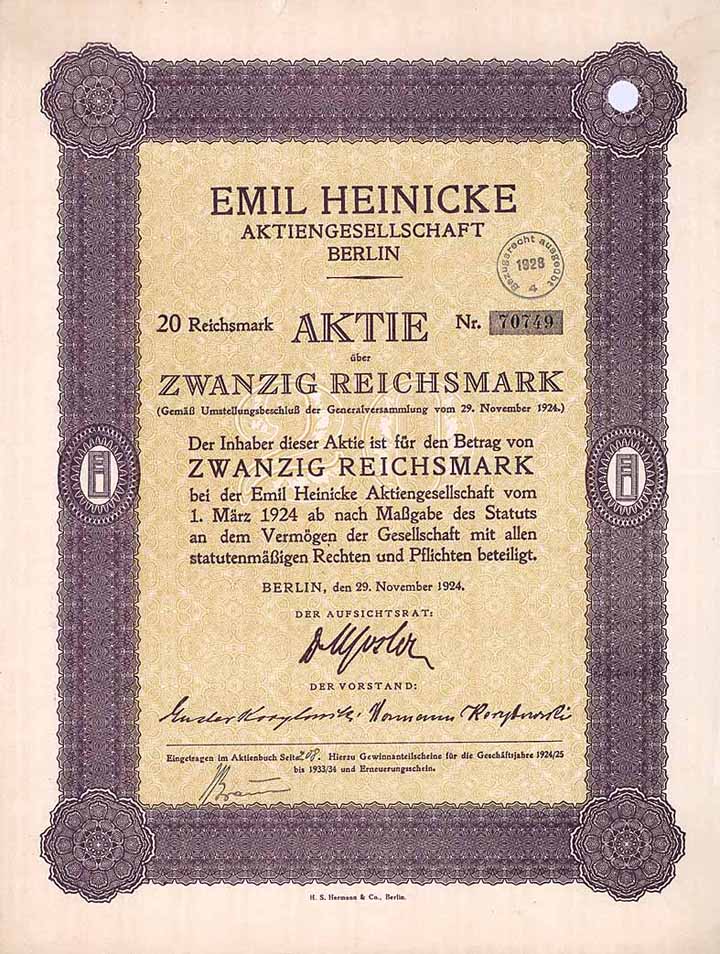 EMIL HEINICKE
AKTIENGESELLSCHAFT
BERLIN
Bezugsrecht ausgeübt
1928
4
20 Reichsmark AKTIE Nr. 70749
über
ZWANZIG REICHSMARK
(Gemäß Umstellungsbeschluß der Generalversammlung vom 29. November 1924.)
Der Inhaber dieser Aktie ist für den Betrag von
ZWANZIG REICHSMARK
bei der Emil Heinicke Aktiengesellschaft vom
1. März 1924 ab nach Maßgabe des Statuts
an dem Vermögen der Gesellschaft mit allen
statutenmäßigen Rechten und Pflichten beteiligt.
BERLIN, den 29. November 1924.
DER AUFSICHTSRAT:
DER VORSTAND:
Eingetragen im Aktienbuch Seite 208. Hierzu Gewinnanteilscheine für die Geschäftsjahre 1924/25
bis 1933/34 und Erneuerungsschein.
H. S. Hermann & Co., Berlin.